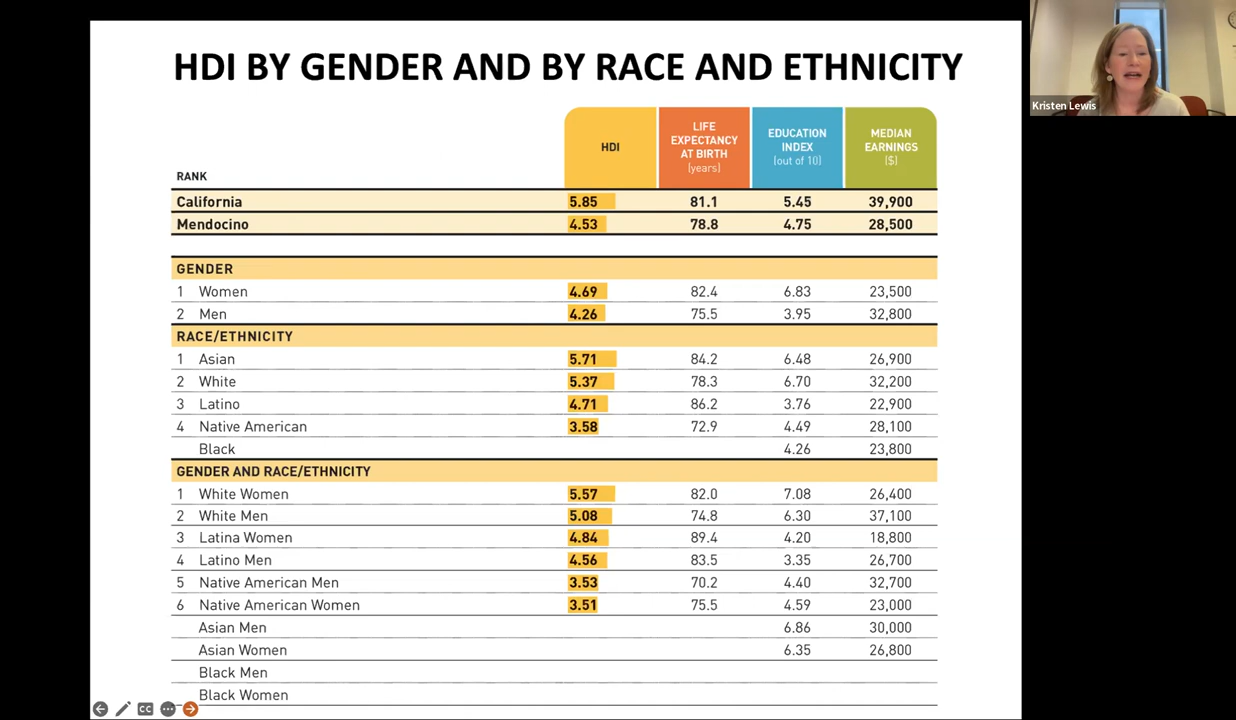 HDI BY GENDER AND BY RACE AND ETHNICITY
Kristen Lewis
RANK HDI LIFE EXPECTANCY AT BIRTH (years) EDUCATION INDEX (out of 10) MEDIAN EARNINGS ($)
California 5.85 81.1 5.45 39,900
Mendocino 4.53 78.8 4.75 28,500
GENDER
1 Women 4.69 82.4 6.83 23,500
2 Men 4.26 75.5 3.95 32,800
RACE/ETHNICITY
1 Asian 5.71 84.2 6.48 26,900
2 White 5.37 78.3 6.70 32,200
3 Latino 4.71 86.2 3.76 22,900
4 Native American 3.58 72.9 4.49 28,100
Black 4.26 23,800
GENDER AND RACE/ETHNICITY
1 White Women 5.57 82.0 7.08 26,400
2 White Men 5.08 74.8 6.30 37,100
3 Latina Women 4.84 89.4 4.20 18,800
4 Latino Men 4.56 83.5 3.35 26,700
5 Native American Men 3.53 70.2 4.40 32,700
6 Native American Women 3.51 75.5 4.59 23,000
Asian Men 6.86 30,000
Asian Women 6.35 26,800
Black Men
Black Women
CC